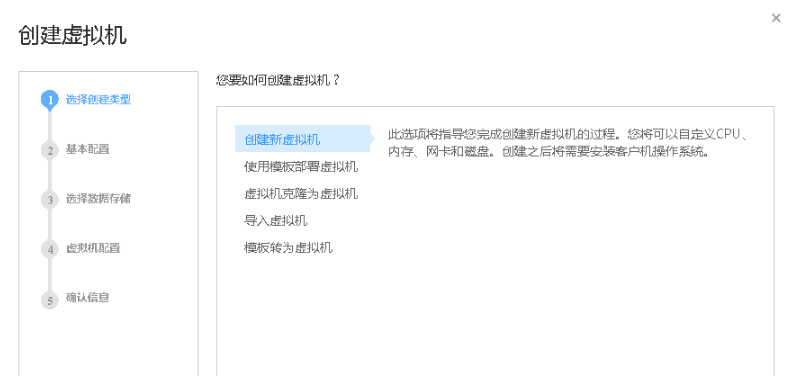 ×
创建虚拟机
1 选择创建类型
2 基本配置
3 选择数据存储
4 虚拟机配置
5 确认信息
您要如何创建虚拟机？
创建新虚拟机
使用模板部署虚拟机
虚拟机克隆为虚拟机
导入虚拟机
模板转为虚拟机
此选项将指导您完成创建新虚拟机的过程。您将可以自定义CPU、
内存、网卡和磁盘。创建之后将需要安装客户机操作系统。